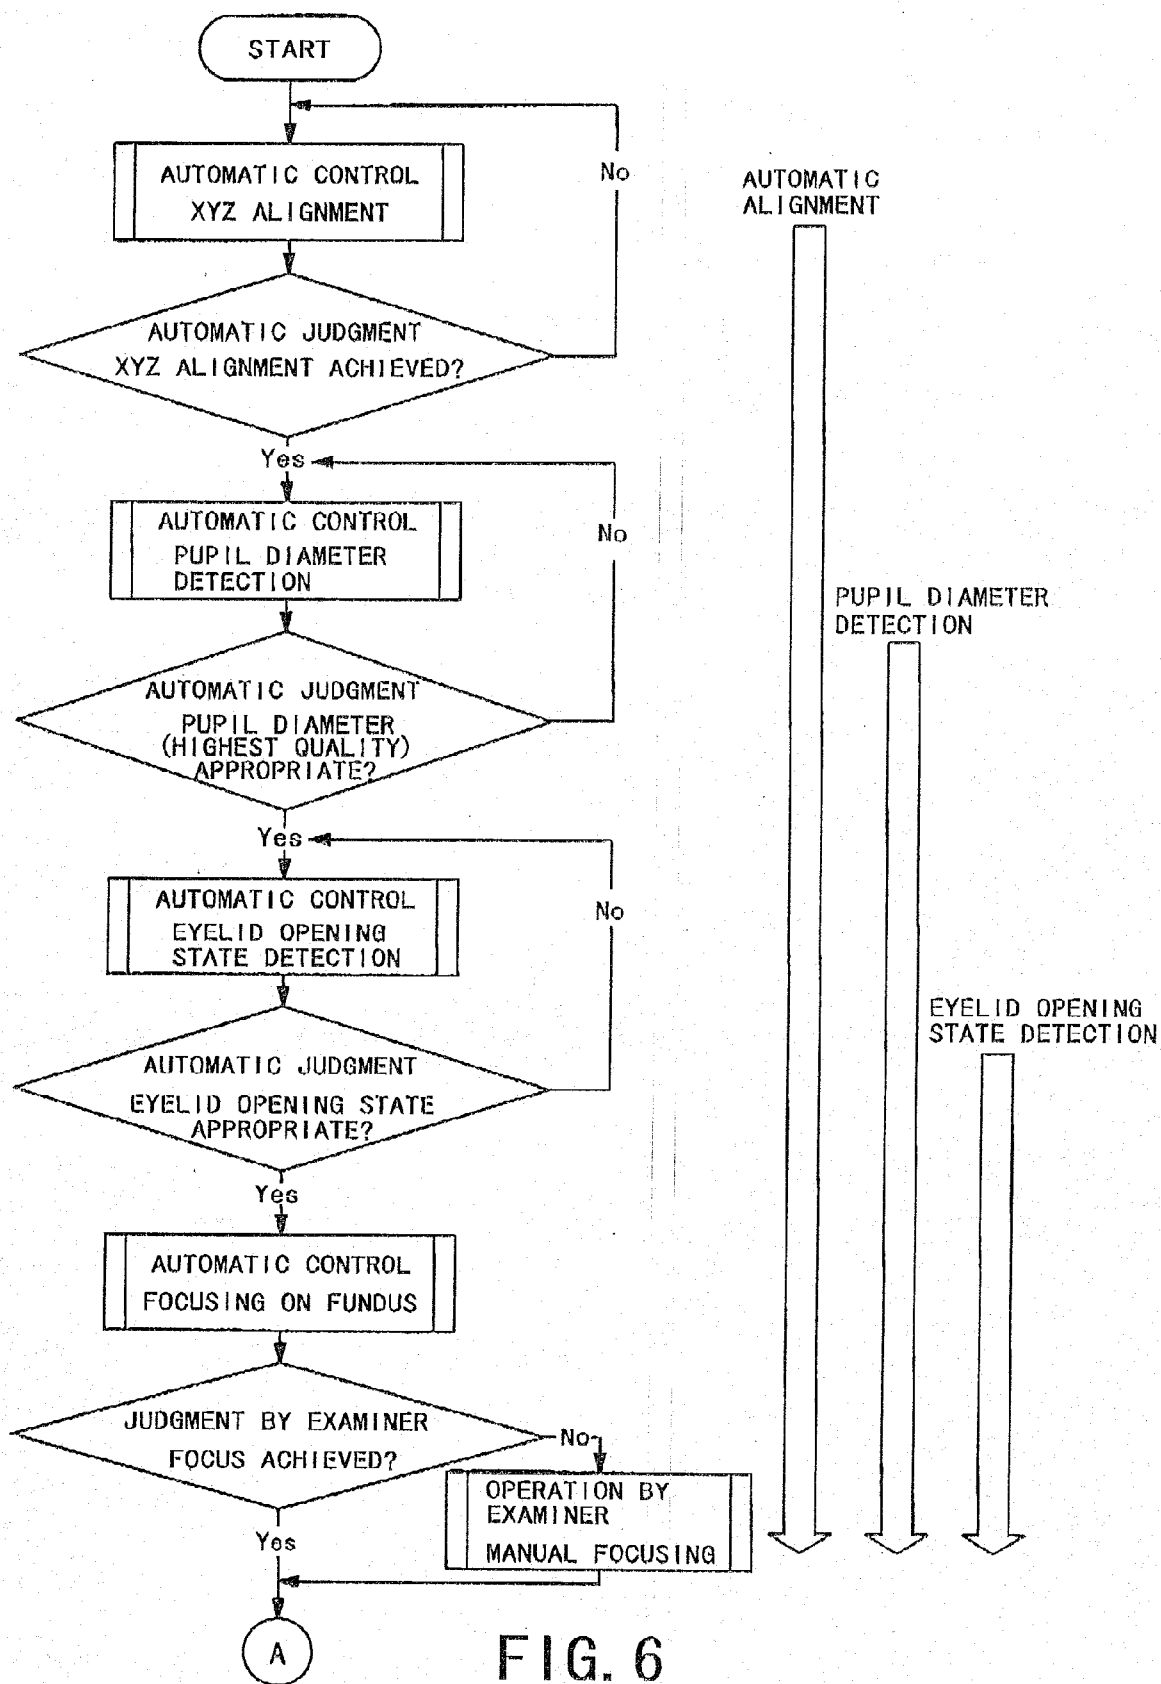 START
AUTOMATIC CONTROL
XYZ ALIGNMENT
No
AUTOMATIC JUDGMENT
XYZ ALIGNMENT ACHIEVED?
Yes
AUTOMATIC CONTROL
PUPIL DIAMETER
DETECTION
No
AUTOMATIC JUDGMENT
PUPIL DIAMETER
(HIGHEST QUALITY)
APPROPRIATE?
Yes
AUTOMATIC CONTROL
EYELID OPENING
STATE DETECTION
No
AUTOMATIC JUDGMENT
EYELID OPENING STATE
APPROPRIATE?
Yes
AUTOMATIC CONTROL
FOCUSING ON FUNDUS
JUDGMENT BY EXAMINER
FOCUS ACHIEVED?
No
OPERATION BY
EXAMINER
MANUAL FOCUSING
Yes
A
AUTOMATIC
ALIGNMENT
PUPIL DIAMETER
DETECTION
EYELID OPENING
STATE DETECTION
FIG. 6